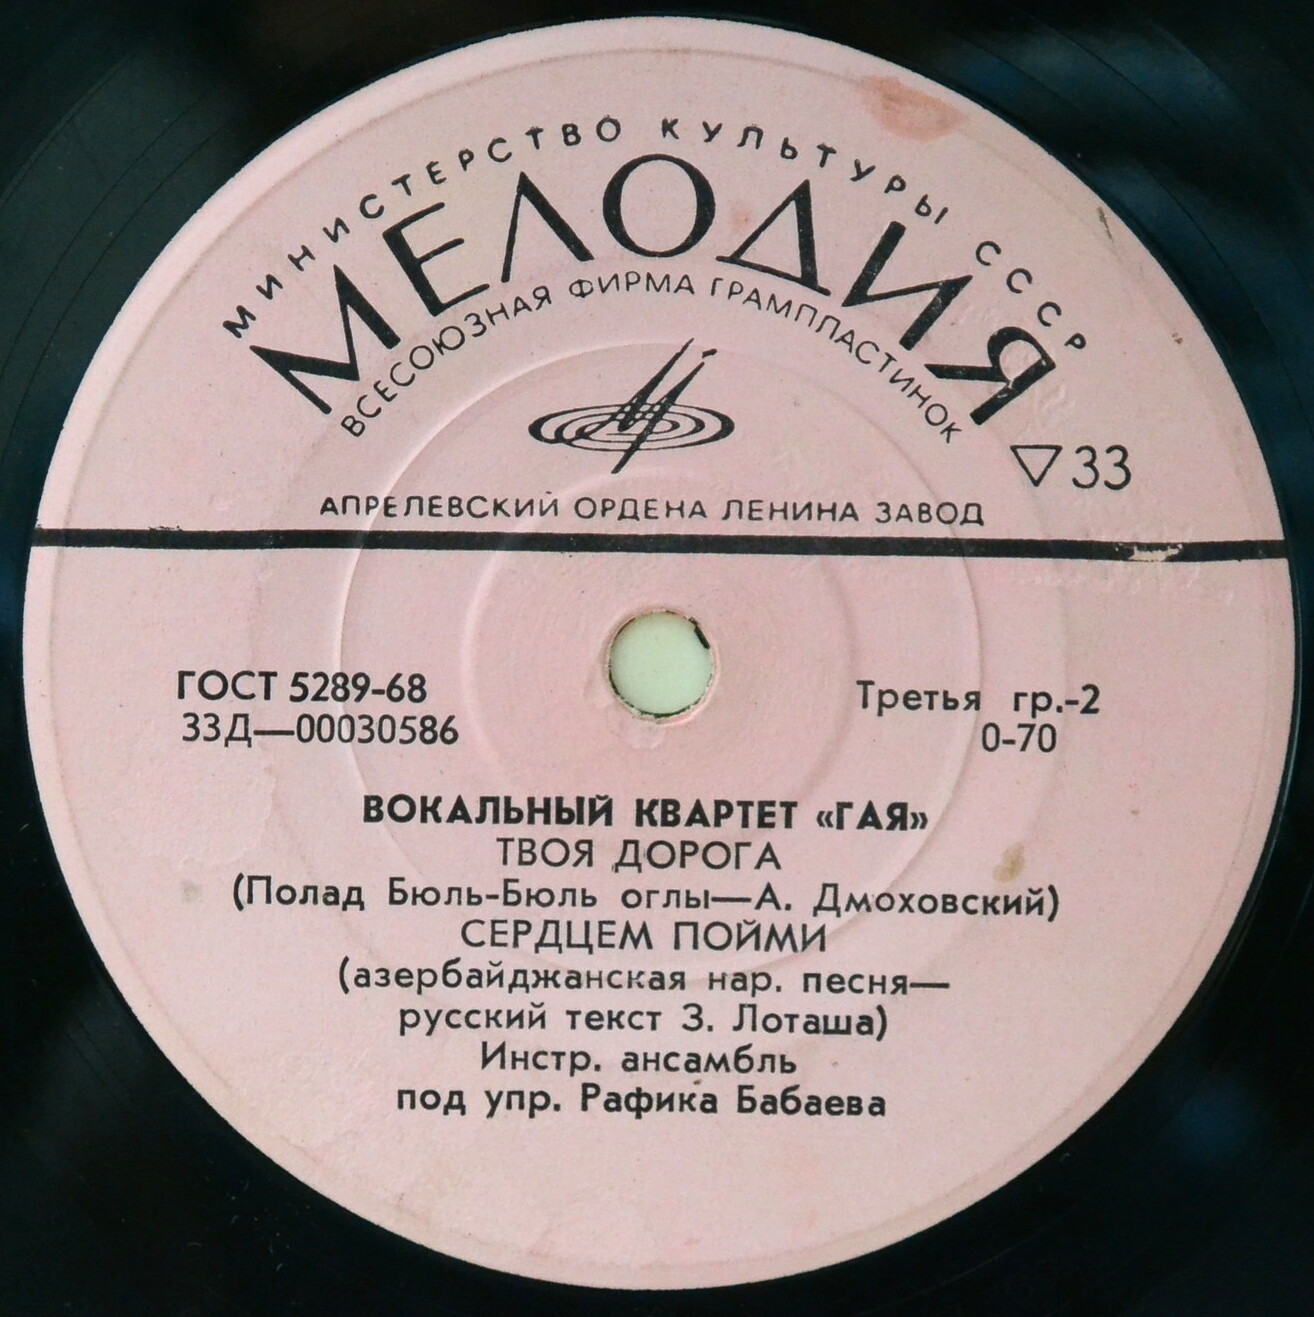 МИНИСТЕРСТВО КУЛЬТУРЫ СССР
МЕЛОДИЯ
ВСЕСОЮЗНАЯ ФИРМА ГРАМПЛАСТИНОК
33
АПРЕЛЕВСКИЙ ОРДЕНА ЛЕНИНА ЗАВОД
ГОСТ 5289-68
33Д—00030586
Третья гр.-2
0-70
ВОКАЛЬНЫЙ КВАРТЕТ «ГАЯ»
ТВОЯ ДОРОГА
(Полад Бюль-Бюль оглы—А. Дмоховский)
СЕРДЦЕМ ПОЙМИ
(азербайджанская нар. песня—
русский текст З. Лоташа)
Инстр. ансамбль
под упр. Рафика Бабаева